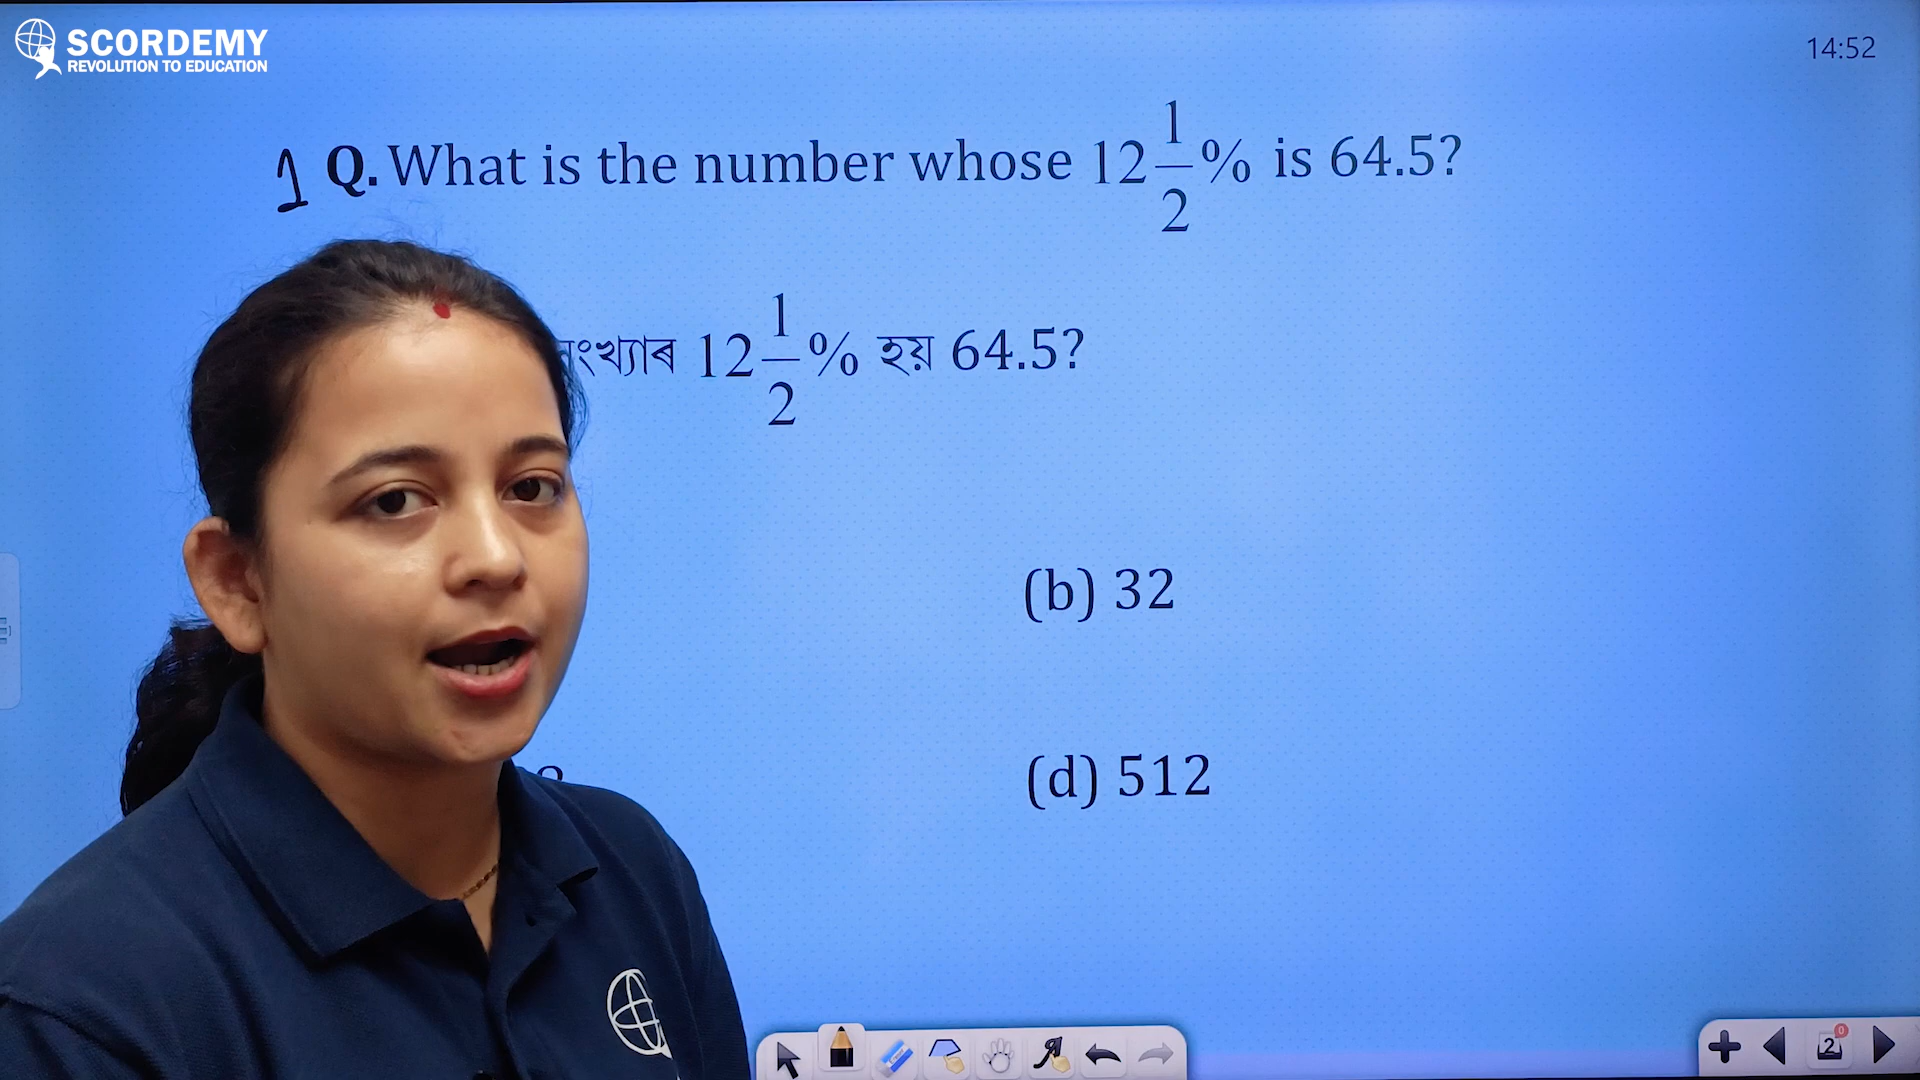 SCORDEMY
REVOLUTION TO EDUCATION
14:52
1 Q. What is the number whose 12 1/2 % is 64.5?
12 1/2 % হয় 64.5?
(b) 32
(d) 512
2
0